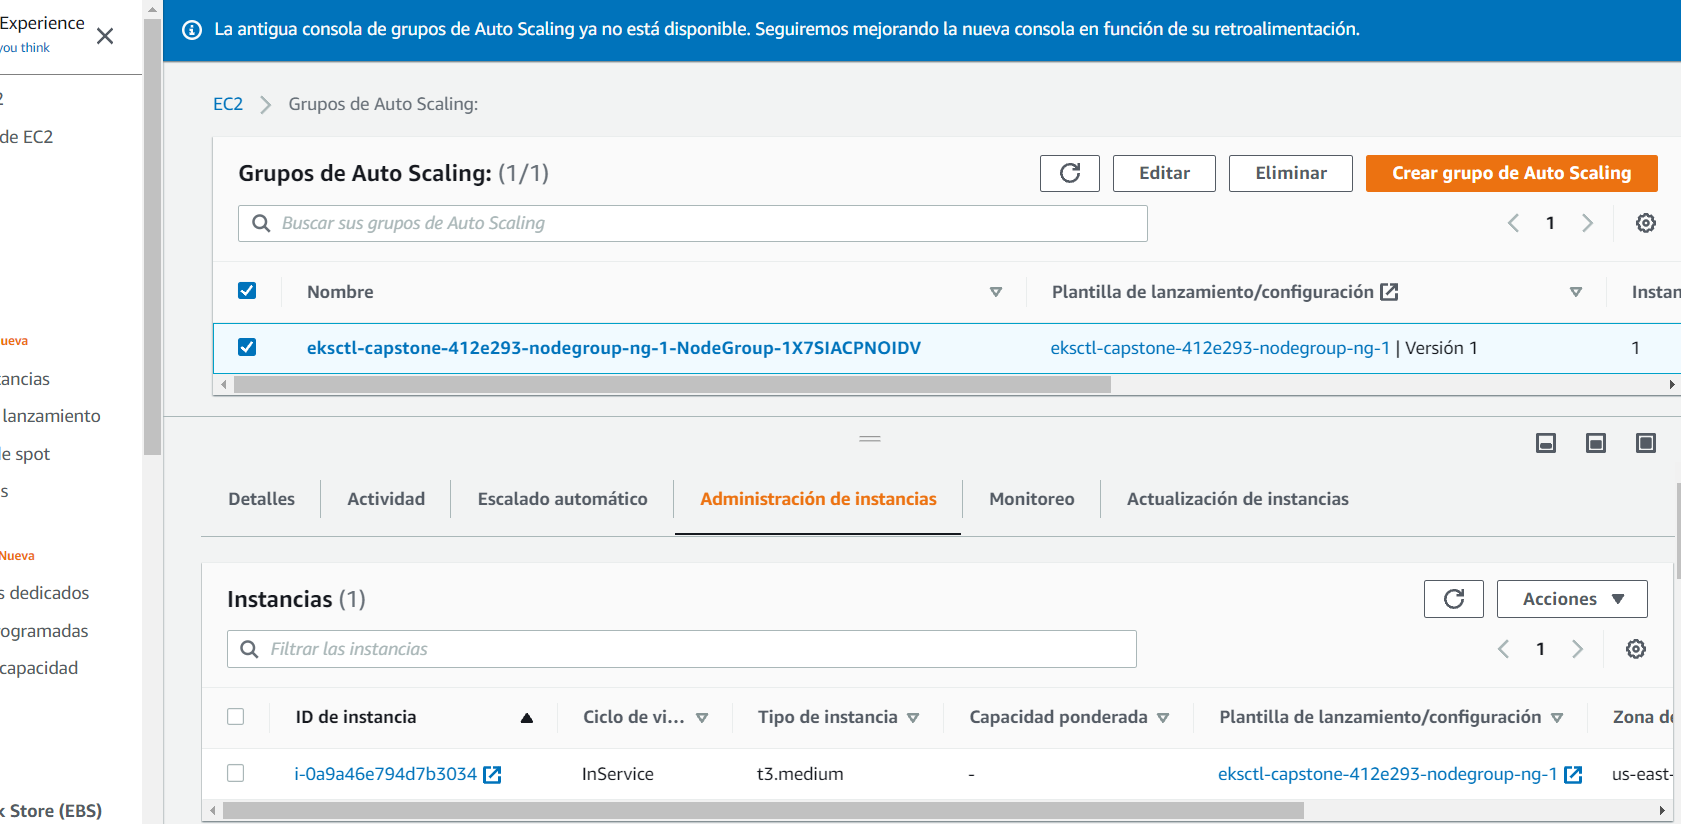 Experience
you think
La antigua consola de grupos de Auto Scaling ya no está disponible. Seguiremos mejorando la nueva consola en función de su retroalimentación.
2
de EC2
ueva
tancias
lanzamiento
de spot
s
Nueva
s dedicados
rogramadas
capacidad
k Store (EBS)
EC2 > Grupos de Auto Scaling:
Grupos de Auto Scaling: (1/1)
Editar
Eliminar
Crear grupo de Auto Scaling
Buscar sus grupos de Auto Scaling
1
Nombre
Plantilla de lanzamiento/configuración
Instan
eksctl-capstone-412e293-nodegroup-ng-1-NodeGroup-1X7SIACPNOIDV
eksctl-capstone-412e293-nodegroup-ng-1 | Versión 1
1
Detalles
Actividad
Escalado automático
Administración de instancias
Monitoreo
Actualización de instancias
Instancias (1)
Acciones
Filtrar las instancias
1
ID de instancia
Ciclo de vi...
Tipo de instancia
Capacidad ponderada
Plantilla de lanzamiento/configuración
Zona de
i-0a9a46e794d7b3034
InService
t3.medium
-
eksctl-capstone-412e293-nodegroup-ng-1
us-east-